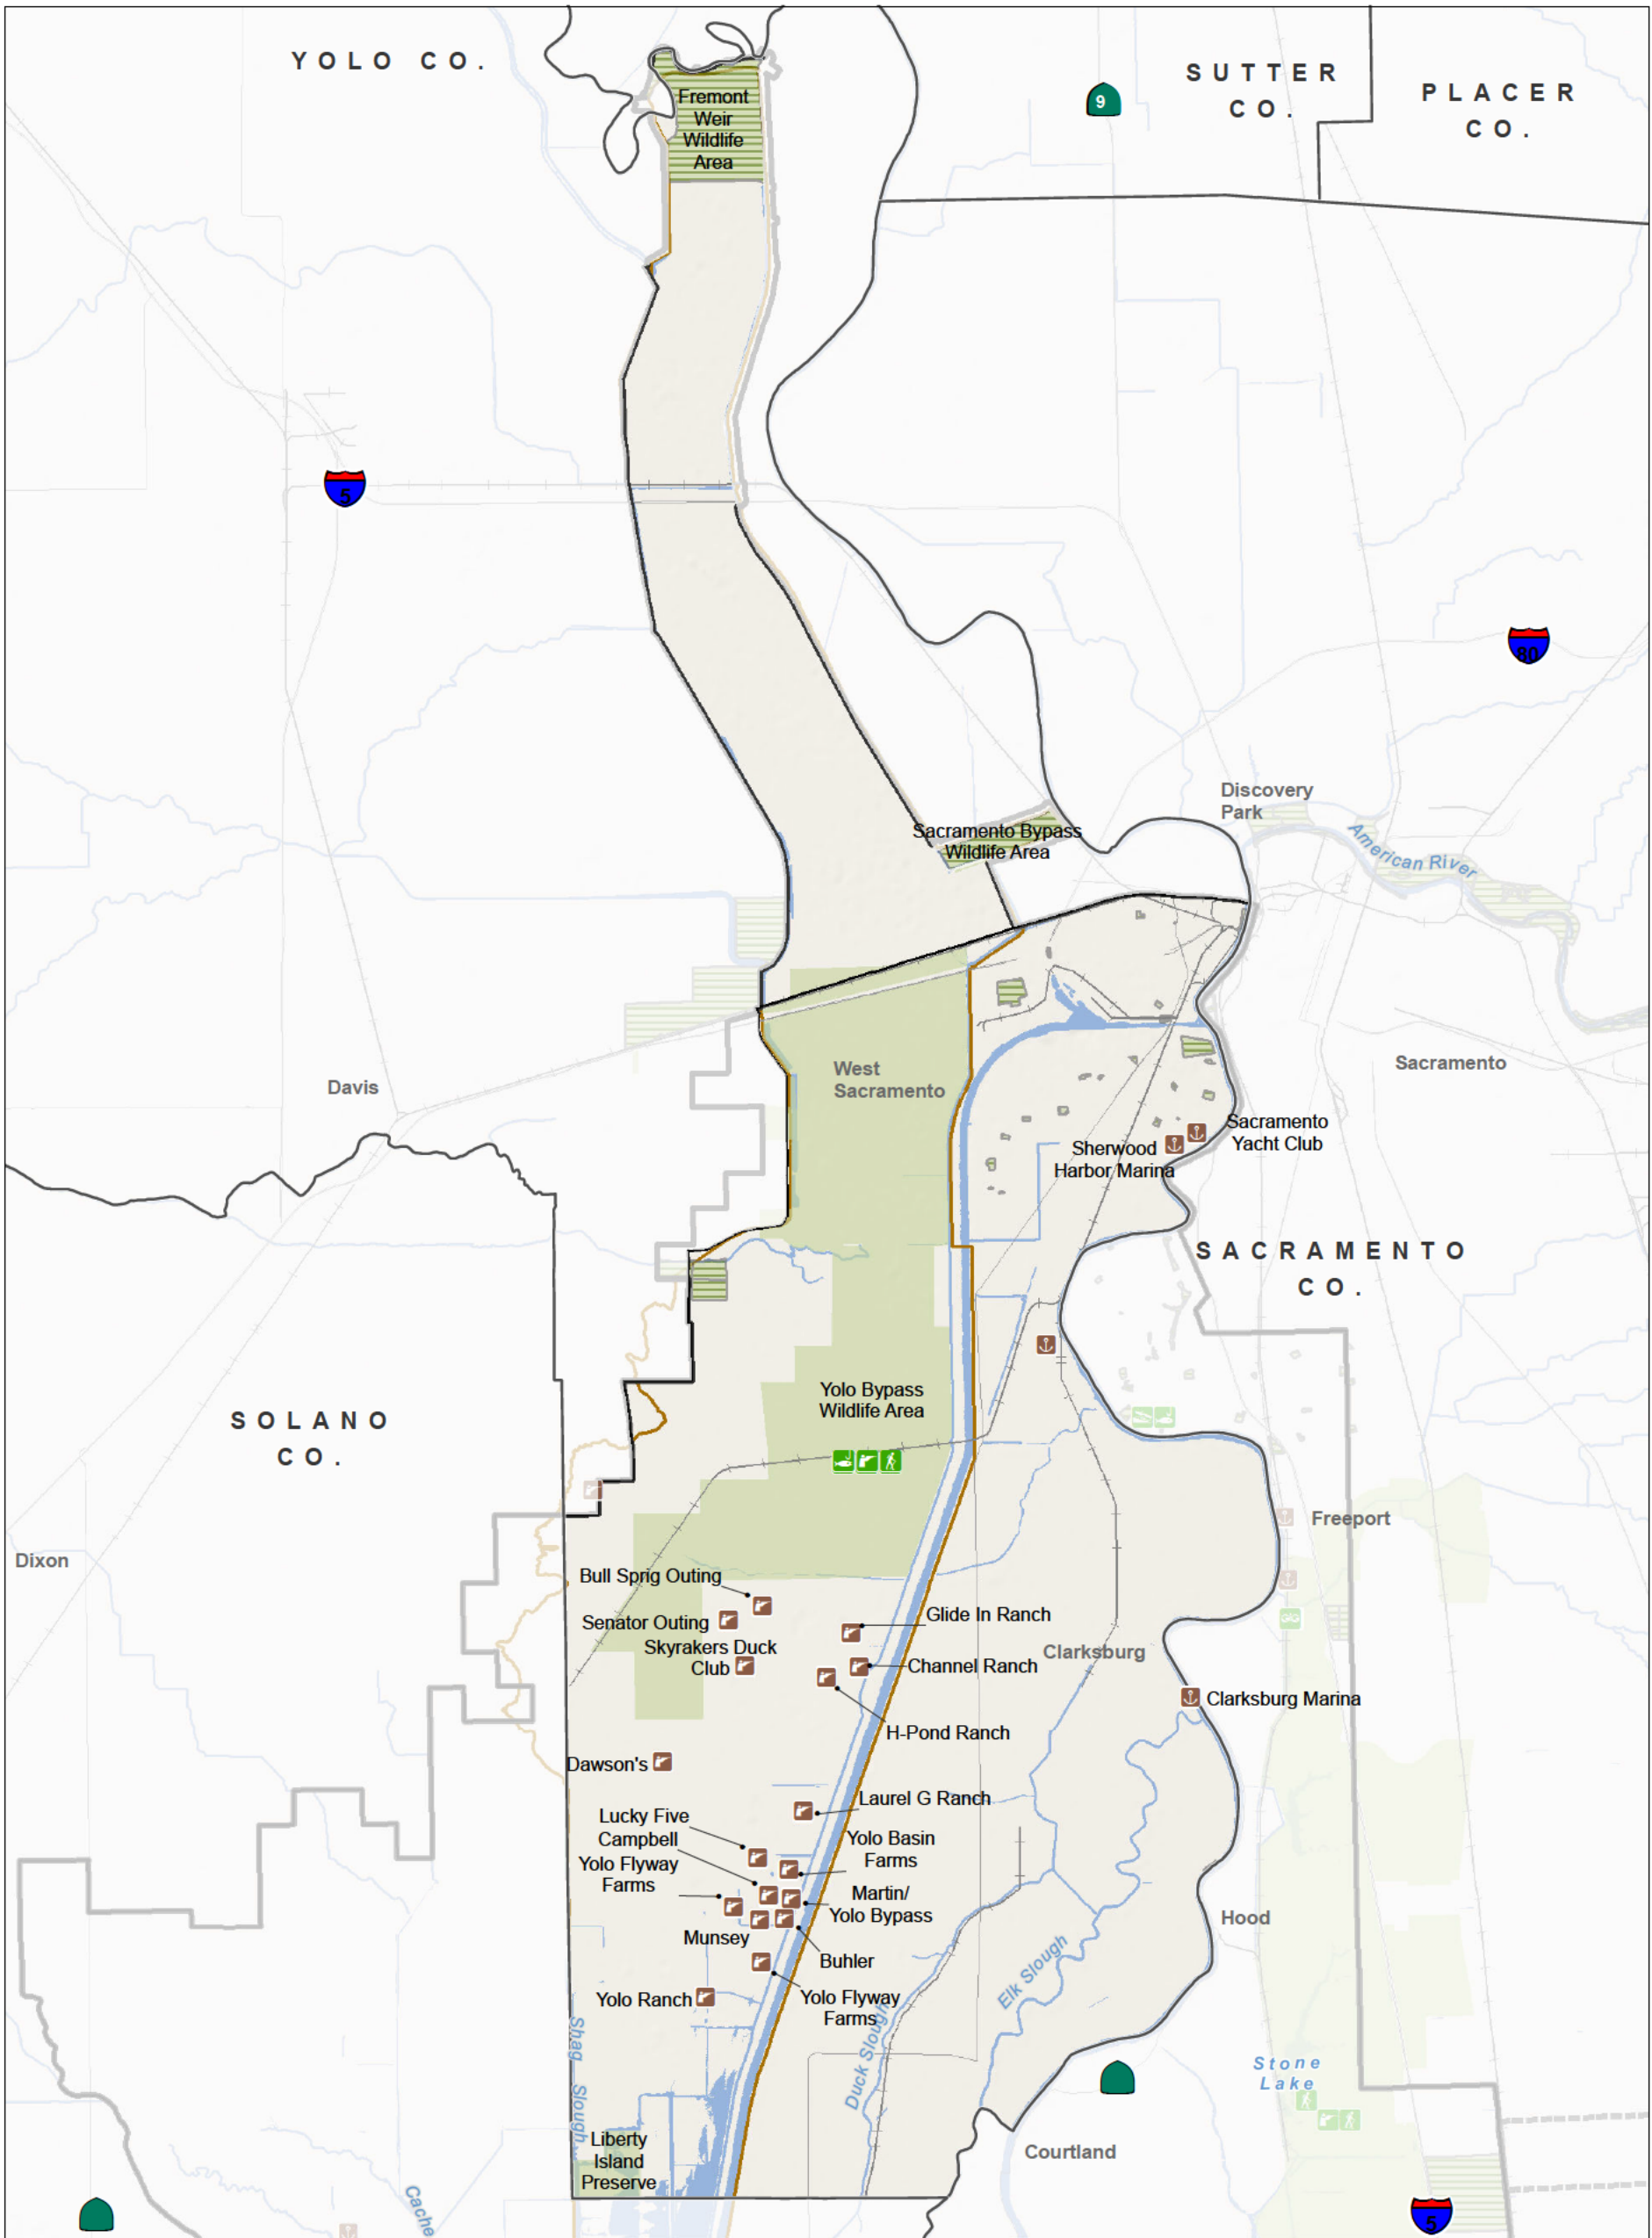 YOLO CO.
SUTTER
CO.
PLACER
CO.
9
Fremont
Weir
Wildlife
Area
5
80
Discovery
Park
American River
Sacramento Bypass
Wildlife Area
West
Sacramento
Sacramento
Davis
Sacramento
Yacht Club
Sherwood
Harbor Marina
SACRAMENTO
CO.
SOLANO
CO.
Yolo Bypass
Wildlife Area
Freeport
Dixon
Bull Sprig Outing
Senator Outing
Skyrakers Duck
Club
Glide In Ranch
Channel Ranch
Clarksburg
Clarksburg Marina
H-Pond Ranch
Dawson's
Laurel G Ranch
Lucky Five
Campbell
Yolo Flyway
Farms
Yolo Basin
Farms
Martin/
Yolo Bypass
Munsey
Buhler
Hood
Yolo Ranch
Yolo Flyway
Farms
Elk Slough
Duck Slough
Shag Slough
Stone
Lake
Liberty
Island
Preserve
Courtland
Cache
5